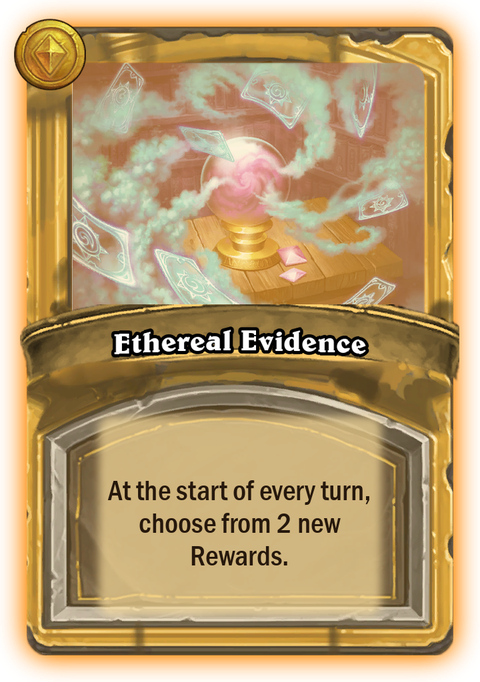 Ethereal Evidence
At the start of every turn,
choose from 2 new
Rewards.